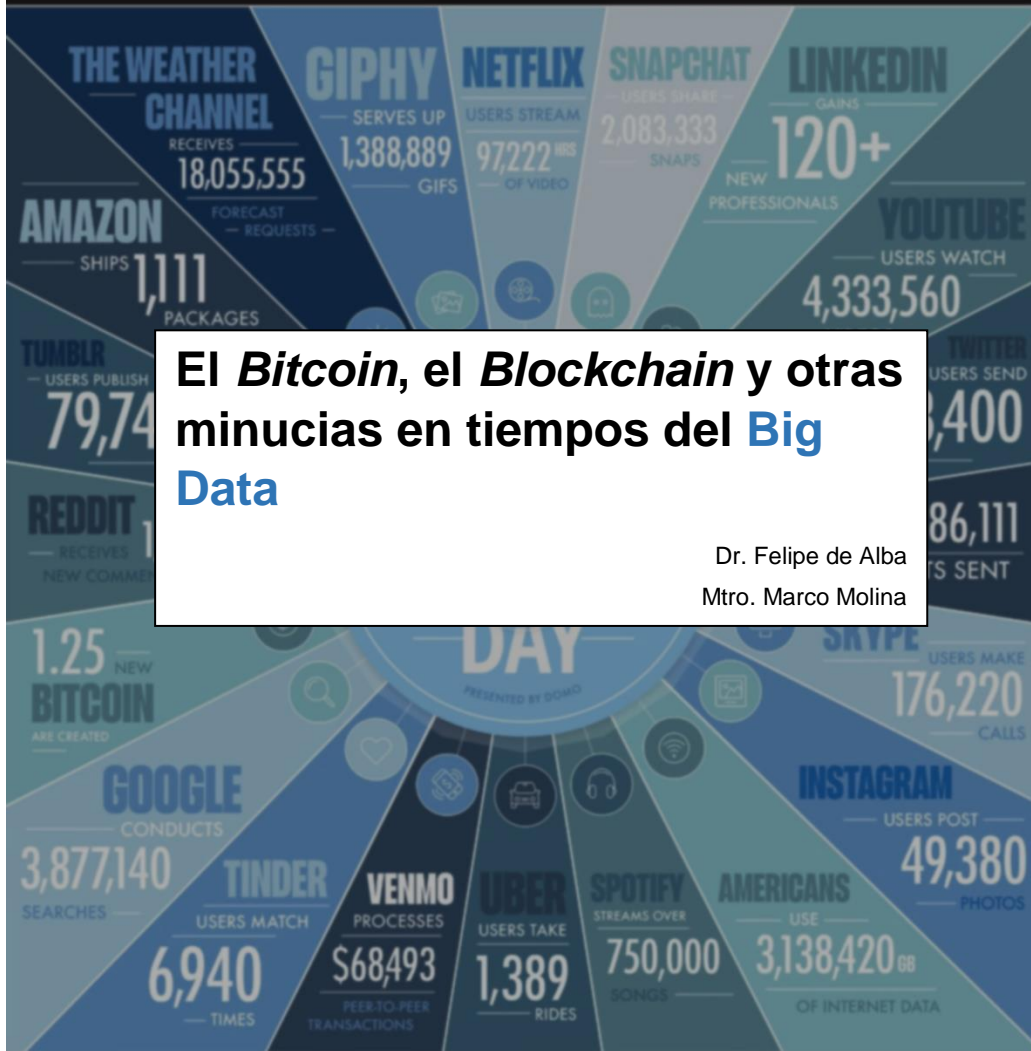 THE WEATHER
CHANNEL
RECEIVES
18,055,555
FORECAST
REQUESTS
GIPHY
SERVES UP
1,388,889
GIFS
NETFLIX
USERS STREAM
97,222 HRS
OF VIDEO
SNAPCHAT
USERS SHARE
2,083,333
SNAPS
LINKEDIN
GAINS
120+
NEW
PROFESSIONALS
AMAZON
SHIPS 1,111
PACKAGES
YOUTUBE
USERS WATCH
4,333,560
TUMBLR
USERS PUBLISH
79,74
TWITTER
USERS SEND
,400
El Bitcoin, el Blockchain y otras
minucias en tiempos del Big
Data
Dr. Felipe de Alba
Mtro. Marco Molina
REDDIT
RECEIVES 1
NEW COMME
86,111
TS SENT
DAY
PRESENTED BY DOMO
1.25 NEW
BITCOIN
ARE CREATED
SKYPE
USERS MAKE
176,220
CALLS
GOOGLE
CONDUCTS
3,877,140
SEARCHES
INSTAGRAM
USERS POST
49,380
PHOTOS
TINDER
USERS MATCH
6,940
TIMES
VENMO
PROCESSES
$68,493
PEER-TO-PEER
TRANSACTIONS
UBER
USERS TAKE
1,389
RIDES
SPOTIFY
STREAMS OVER
750,000
SONGS
AMERICANS
USE
3,138,420 GB
OF INTERNET DATA